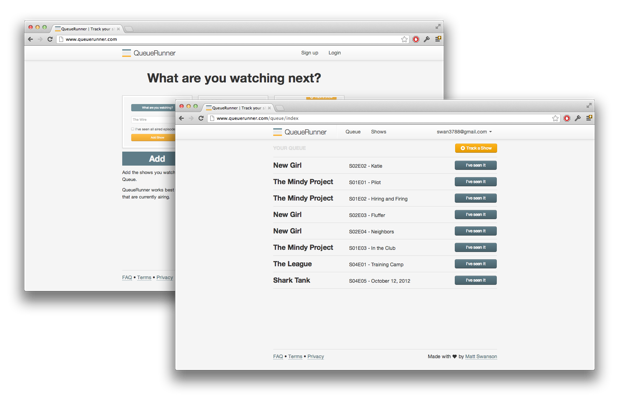 QueueRunner | Track your
www.queuerunner.com
QueueRunner Sign up Login
What are you watching next?
What are you watching?
Add
Add the shows you watch
Queue.
QueueRunner works best
that are currently airing.
FAQ • Terms • Privacy
QueueRunner | Track your
www.queuerunner.com/queue/index
QueueRunner Queue Shows swan3788@gmail.com
YOUR QUEUE Track a Show
New Girl S02E02 - Katie I've seen it
The Mindy Project S01E01 - Pilot I've seen it
The Mindy Project S01E02 - Hiring and Firing I've seen it
New Girl S02E03 - Fluffer I've seen it
New Girl S02E04 - Neighbors I've seen it
The Mindy Project S01E03 - In the Club I've seen it
The League S04E01 - Training Camp I've seen it
Shark Tank S04E05 - October 12, 2012 I've seen it
FAQ • Terms • Privacy Made with ♥ by Matt Swanson